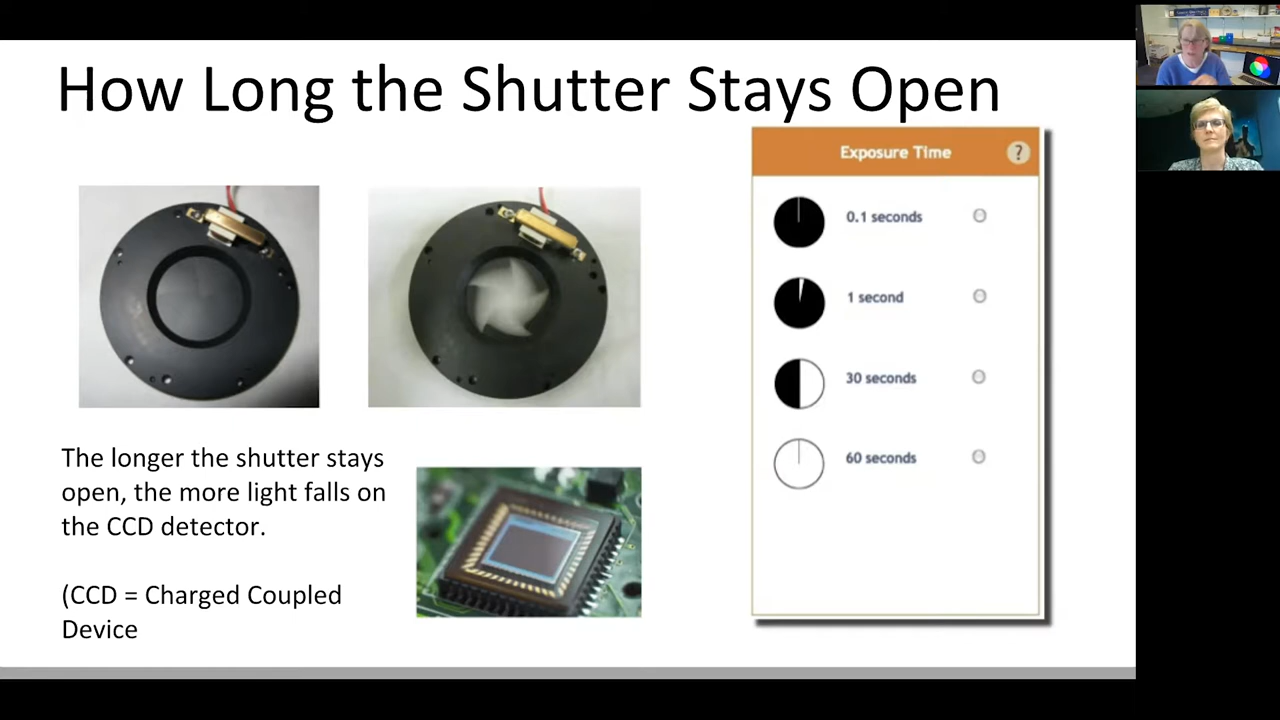 How Long the Shutter Stays Open
Exposure Time
?
0.1 seconds
1 second
30 seconds
60 seconds
The longer the shutter stays
open, the more light falls on
the CCD detector.
(CCD = Charged Coupled
Device